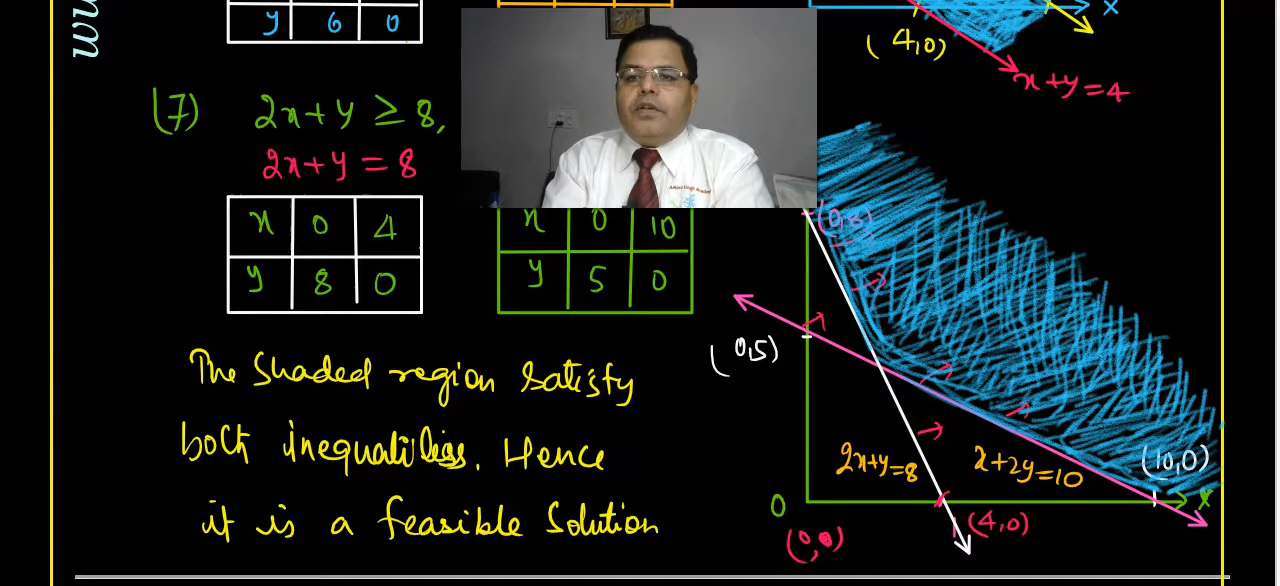 y 6 0
x
(4,0)
x+y=4
(7) 2x+y ≥ 8,
2x+y = 8
x 0 4
y 8 0
x 0 10
y 5 0
(0,8)
(0,5)
2x+y=8
x+2y=10
(10,0)
x
0
(0,0)
(4,0)
The shaded region satisfy
both inequalities. Hence
it is a feasible solution